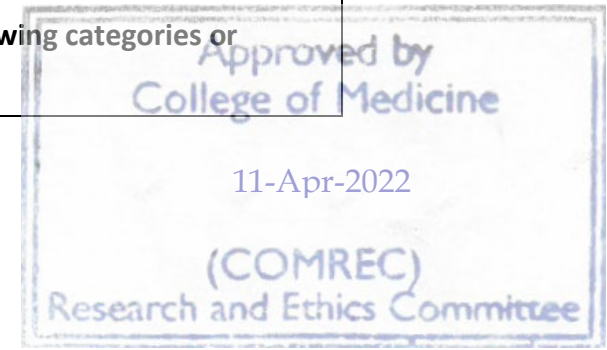 wing categories or
Approved by
College of Medicine
11-Apr-2022
(COMREC)
Research and Ethics Committee